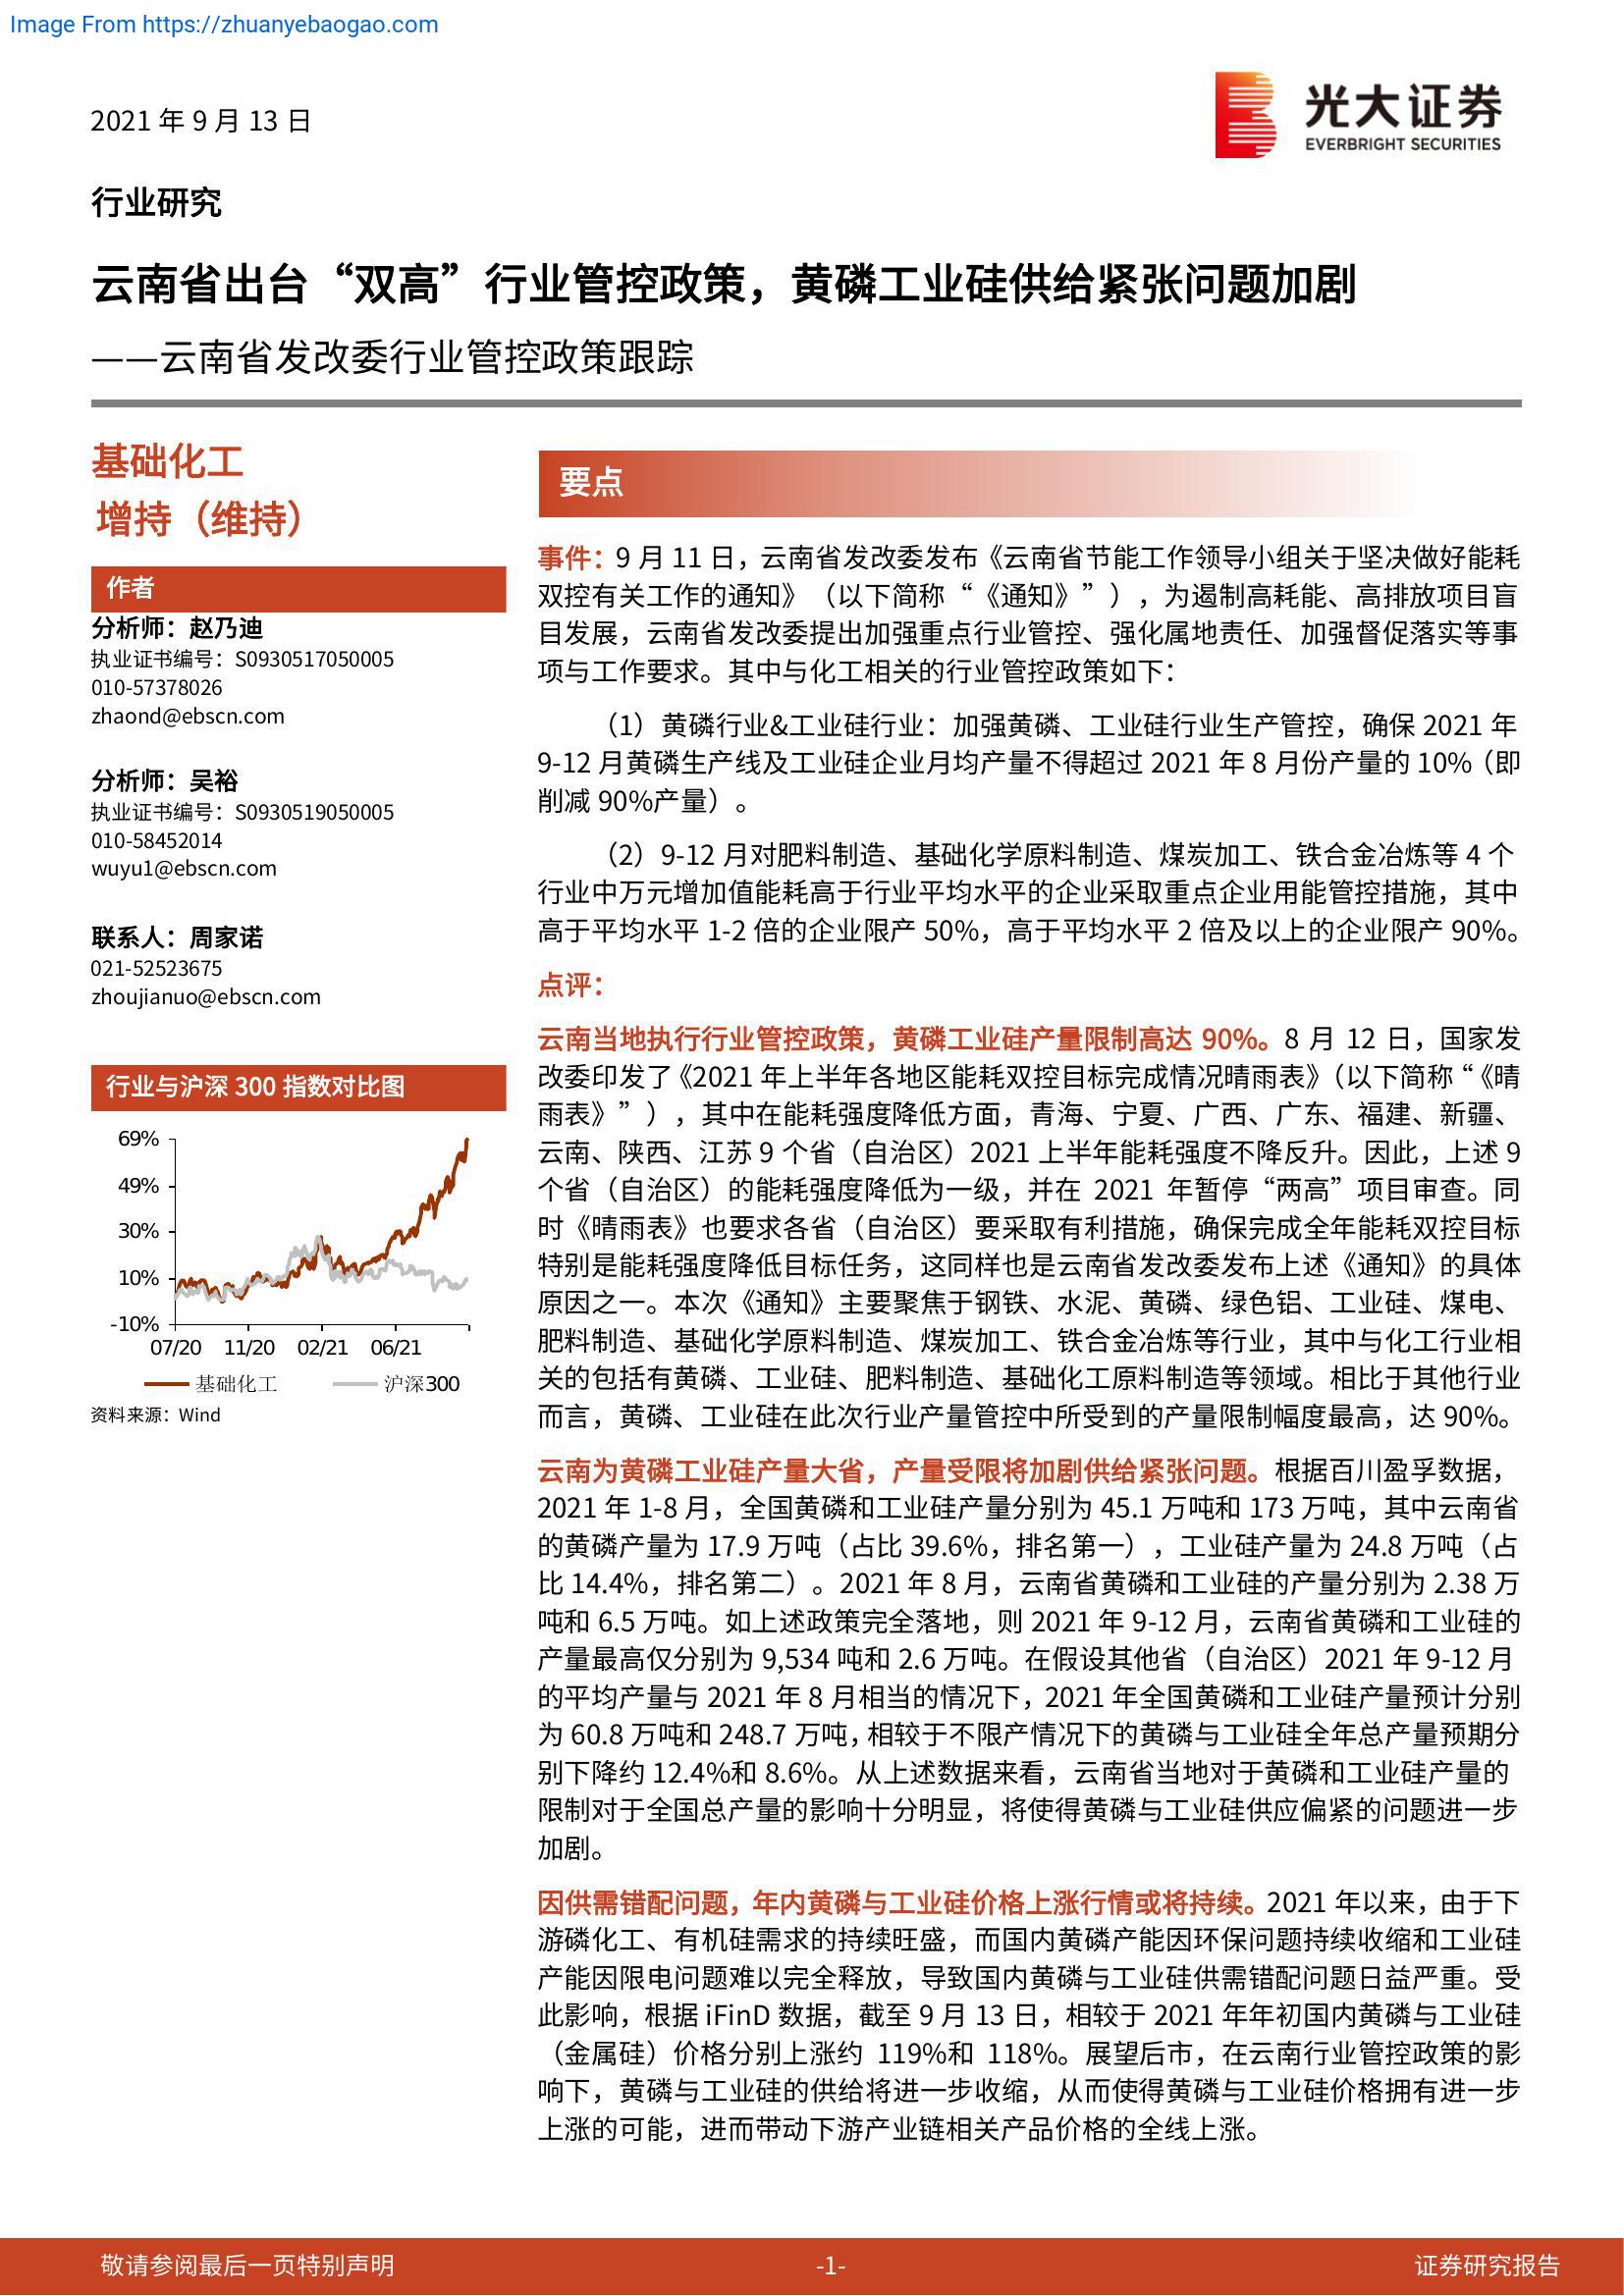 Image From https://zhuanyebaogao.com
2021 年 9 月 13 日
光大证券
EVERBRIGHT SECURITIES
行业研究
云南省出台“双高”行业管控政策，黄磷工业硅供给紧张问题加剧
——云南省发改委行业管控政策跟踪
基础化工
增持（维持）
作者
分析师：赵乃迪
执业证书编号：S0930517050005
010-57378026
zhaond@ebscn.com
分析师：吴裕
执业证书编号：S0930519050005
010-58452014
wuyu1@ebscn.com
联系人：周家诺
021-52523675
zhoujianuo@ebscn.com
行业与沪深 300 指数对比图
69%
49%
30%
10%
-10%
07/20 11/20 02/21 06/21
基础化工 沪深300
资料来源：Wind
要点
事件：9 月 11 日，云南省发改委发布《云南省节能工作领导小组关于坚决做好能耗
双控有关工作的通知》（以下简称“《通知》”），为遏制高耗能、高排放项目盲
目发展，云南省发改委提出加强重点行业管控、强化属地责任、加强督促落实等事
项与工作要求。其中与化工相关的行业管控政策如下：
（1）黄磷行业&工业硅行业：加强黄磷、工业硅行业生产管控，确保 2021 年
9-12 月黄磷生产线及工业硅企业月均产量不得超过 2021 年 8 月份产量的 10%（即
削减 90%产量）。
（2）9-12 月对肥料制造、基础化学原料制造、煤炭加工、铁合金冶炼等 4 个
行业中万元增加值能耗高于行业平均水平的企业采取重点企业用能管控措施，其中
高于平均水平 1-2 倍的企业限产 50%，高于平均水平 2 倍及以上的企业限产 90%。
点评：
云南当地执行行业管控政策，黄磷工业硅产量限制高达 90%。8 月 12 日，国家发
改委印发了《2021 年上半年各地区能耗双控目标完成情况晴雨表》（以下简称“《晴
雨表》”），其中在能耗强度降低方面，青海、宁夏、广西、广东、福建、新疆、
云南、陕西、江苏 9 个省（自治区）2021 上半年能耗强度不降反升。因此，上述 9
个省（自治区）的能耗强度降低为一级，并在 2021 年暂停“两高”项目审查。同
时《晴雨表》也要求各省（自治区）要采取有利措施，确保完成全年能耗双控目标
特别是能耗强度降低目标任务，这同样也是云南省发改委发布上述《通知》的具体
原因之一。本次《通知》主要聚焦于钢铁、水泥、黄磷、绿色铝、工业硅、煤电、
肥料制造、基础化学原料制造、煤炭加工、铁合金冶炼等行业，其中与化工行业相
关的包括有黄磷、工业硅、肥料制造、基础化工原料制造等领域。相比于其他行业
而言，黄磷、工业硅在此次行业产量管控中所受到的产量限制幅度最高，达 90%。
云南为黄磷工业硅产量大省，产量受限将加剧供给紧张问题。根据百川盈孚数据，
2021 年 1-8 月，全国黄磷和工业硅产量分别为 45.1 万吨和 173 万吨，其中云南省
的黄磷产量为 17.9 万吨（占比 39.6%，排名第一），工业硅产量为 24.8 万吨（占
比 14.4%，排名第二）。2021 年 8 月，云南省黄磷和工业硅的产量分别为 2.38 万
吨和 6.5 万吨。如上述政策完全落地，则 2021 年 9-12 月，云南省黄磷和工业硅的
产量最高仅分别为 9,534 吨和 2.6 万吨。在假设其他省（自治区）2021 年 9-12 月
的平均产量与 2021 年 8 月相当的情况下，2021 年全国黄磷和工业硅产量预计分别
为 60.8 万吨和 248.7 万吨，相较于不限产情况下的黄磷与工业硅全年总产量预期分
别下降约 12.4%和 8.6%。从上述数据来看，云南省当地对于黄磷和工业硅产量的
限制对于全国总产量的影响十分明显，将使得黄磷与工业硅供应偏紧的问题进一步
加剧。
因供需错配问题，年内黄磷与工业硅价格上涨行情或将持续。2021 年以来，由于下
游磷化工、有机硅需求的持续旺盛，而国内黄磷产能因环保问题持续收缩和工业硅
产能因限电问题难以完全释放，导致国内黄磷与工业硅供需错配问题日益严重。受
此影响，根据 iFinD 数据，截至 9 月 13 日，相较于 2021 年年初国内黄磷与工业硅
（金属硅）价格分别上涨约 119%和 118%。展望后市，在云南行业管控政策的影
响下，黄磷与工业硅的供给将进一步收缩，从而使得黄磷与工业硅价格拥有进一步
上涨的可能，进而带动下游产业链相关产品价格的全线上涨。
敬请参阅最后一页特别声明
-1-
证券研究报告